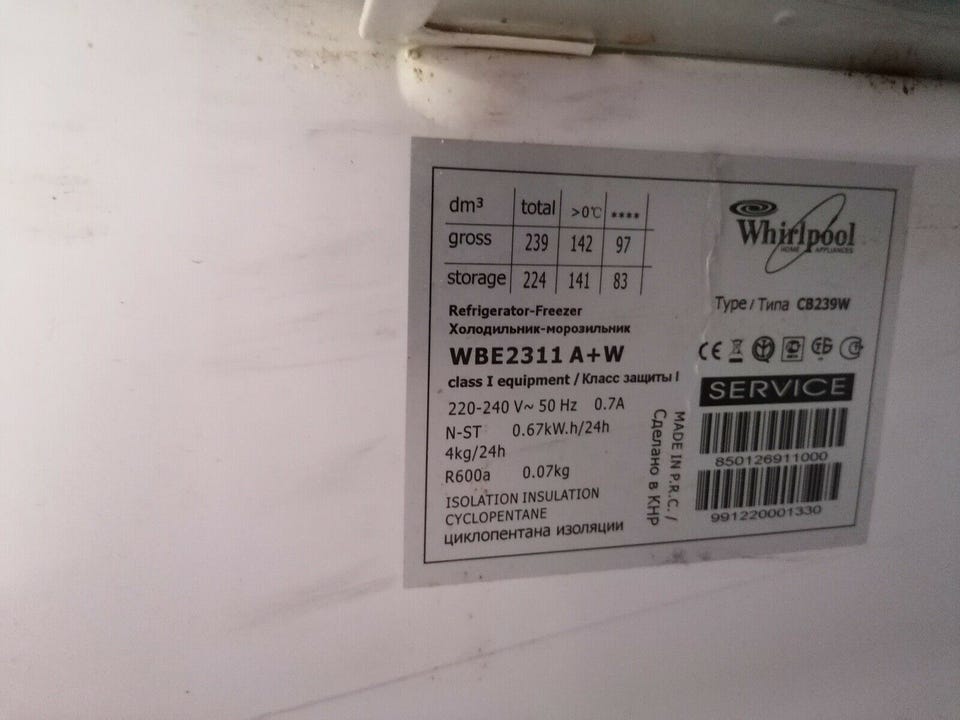 dm³ total >0℃ ****
gross 239 142 97
storage 224 141 83
Refrigerator-Freezer
Холодильник-морозильник
WBE2311 A+W
class I equipment / Класс защиты I
220-240 V~ 50 Hz 0.7A
N-ST 0.67kW.h/24h
4kg/24h
R600a 0.07kg
ISOLATION INSULATION
CYCLOPENTANE
циклопентана изоляции
MADE IN P.R.C. /
Сделано в КНР
Whirlpool
HOME APPLIANCES
Type / Типа CB239W
CE
SERVICE
850126911000
991220001330